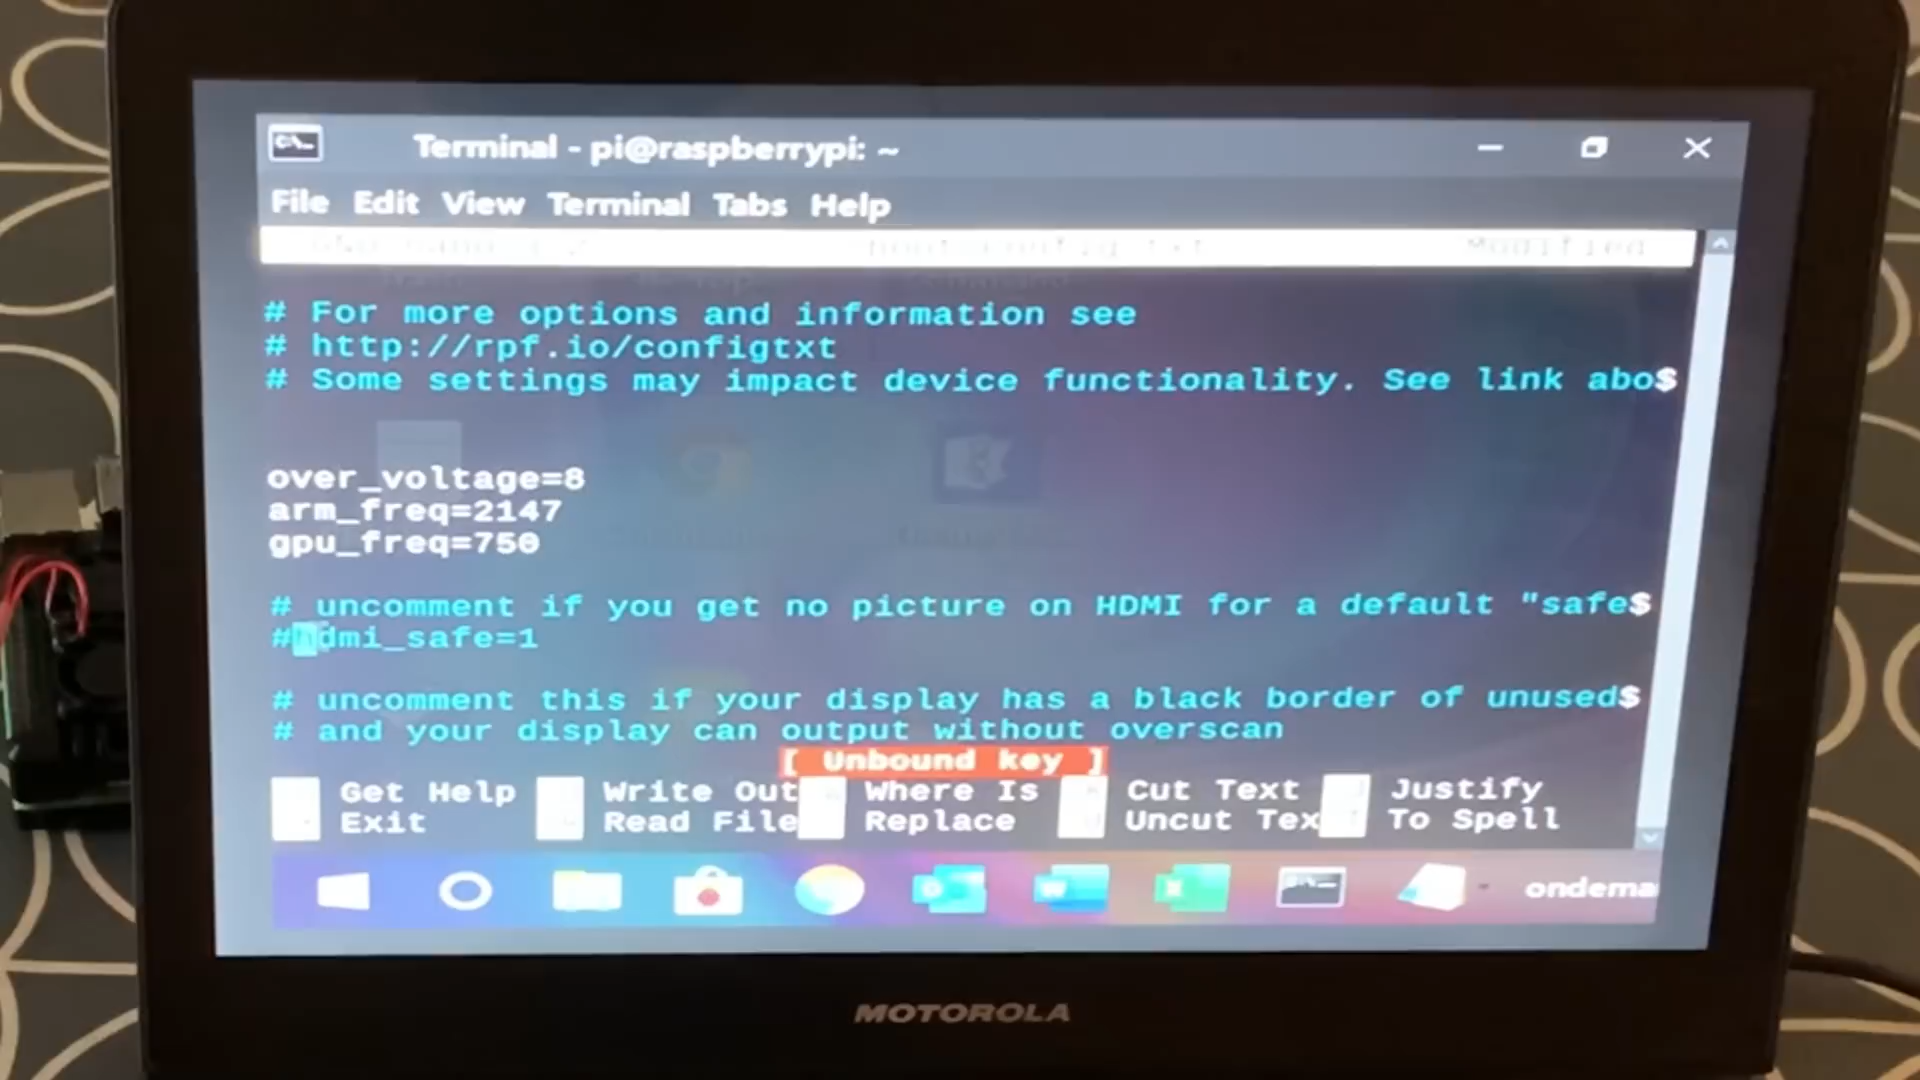 Terminal - pi@raspberrypi: ~
File Edit View Terminal Tabs Help
Modified
# For more options and information see
# http://rpf.io/configtxt
# Some settings may impact device functionality. See link abo$
over_voltage=8
arm_freq=2147
gpu_freq=750
# uncomment if you get no picture on HDMI for a default "safe$
#hdmi_safe=1
# uncomment this if your display has a black border of unused$
# and your display can output without overscan
[ Unbound key ]
Get Help Write Out Where Is Cut Text Justify
Exit Read File Replace Uncut Tex To Spell
ondema
MOTOROLA